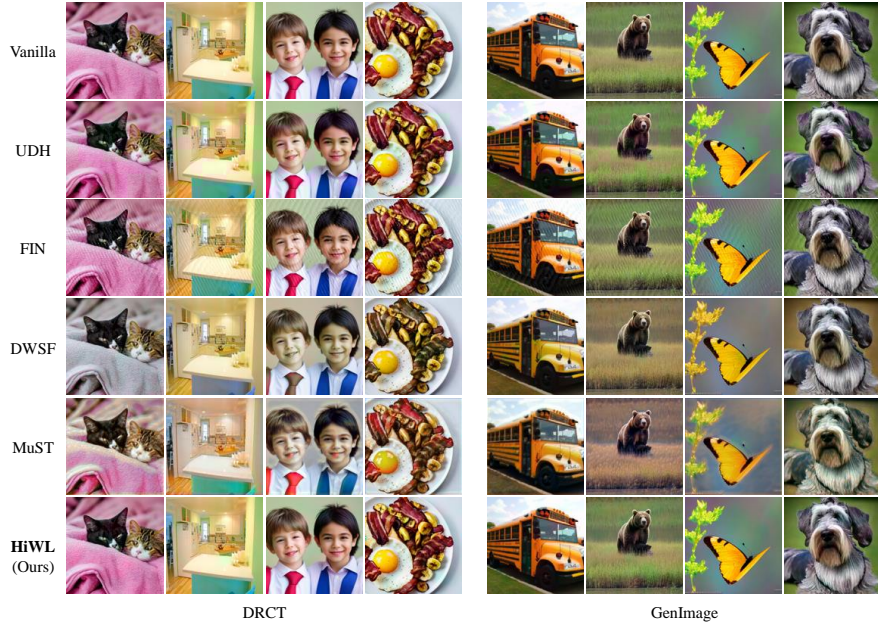 Vanilla
UDH
FIN
DWSF
MuST
HiWL
(Ours)
DRCT
GenImage